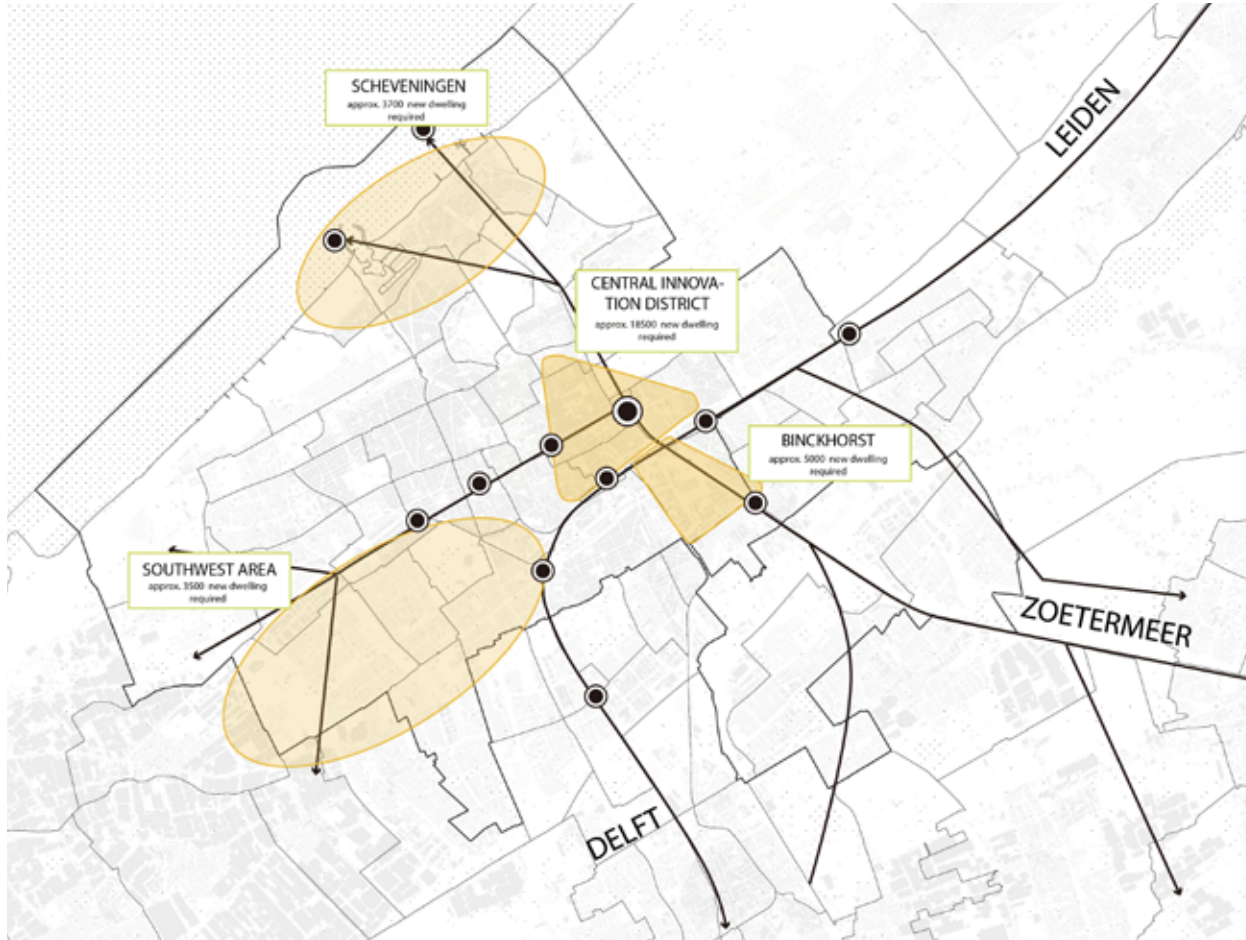 SCHEVENINGEN
approx. 3700 new dwelling
required
LEIDEN
CENTRAL INNOVA-
TION DISTRICT
approx. 18500 new dwelling
required
BINCKHORST
approx. 5000 new dwelling
required
SOUTHWEST AREA
approx. 3500 new dwelling
required
ZOETERMEER
DELFT